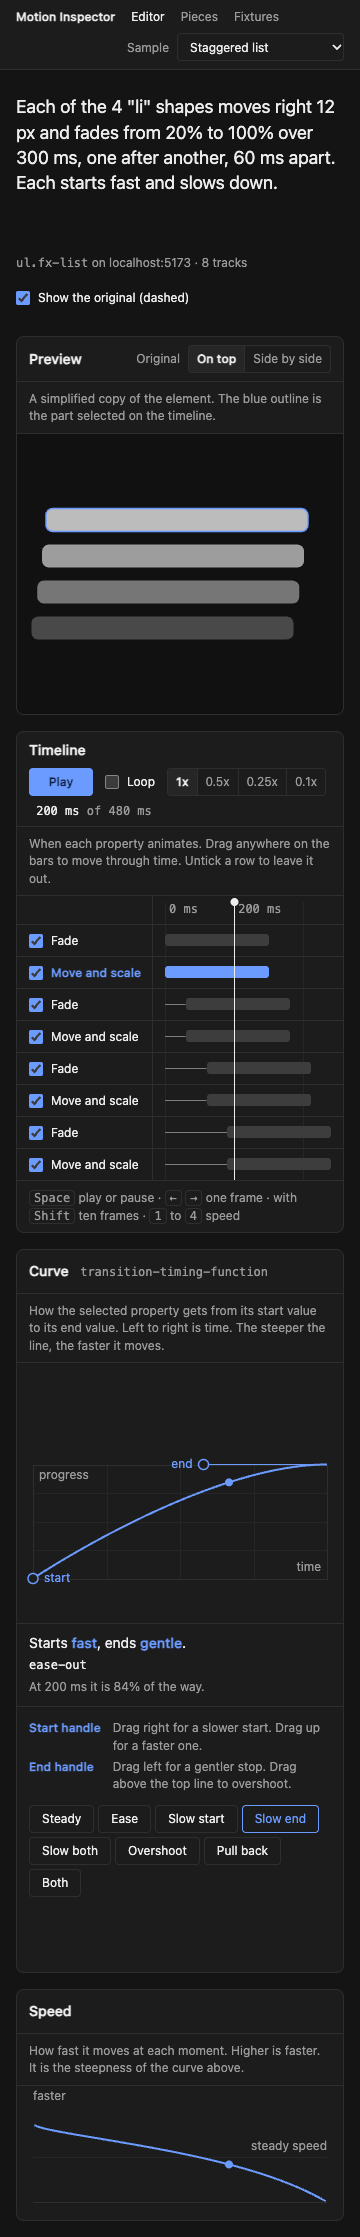 Motion Inspector Editor Pieces Fixtures
Sample Staggered list
Each of the 4 "li" shapes moves right 12
px and fades from 20% to 100% over
300 ms, one after another, 60 ms apart.
Each starts fast and slows down.
ul.fx-list on localhost:5173 · 8 tracks
Show the original (dashed)
Preview Original On top Side by side
A simplified copy of the element. The blue outline is
the part selected on the timeline.
Timeline
Play Loop 1x 0.5x 0.25x 0.1x
200 ms of 480 ms
When each property animates. Drag anywhere on the
bars to move through time. Untick a row to leave it
out.
0 ms 200 ms
Fade
Move and scale
Fade
Move and scale
Fade
Move and scale
Fade
Move and scale
Space play or pause · ← → one frame · with
Shift ten frames · 1 to 4 speed
Curve transition-timing-function
How the selected property gets from its start value
to its end value. Left to right is time. The steeper the
line, the faster it moves.
end
progress
time
start
Starts fast, ends gentle.
ease-out
At 200 ms it is 84% of the way.
Start handle Drag right for a slower start. Drag up
for a faster one.
End handle Drag left for a gentler stop. Drag
above the top line to overshoot.
Steady Ease Slow start Slow end
Slow both Overshoot Pull back
Both
Speed
How fast it moves at each moment. Higher is faster.
It is the steepness of the curve above.
faster
steady speed